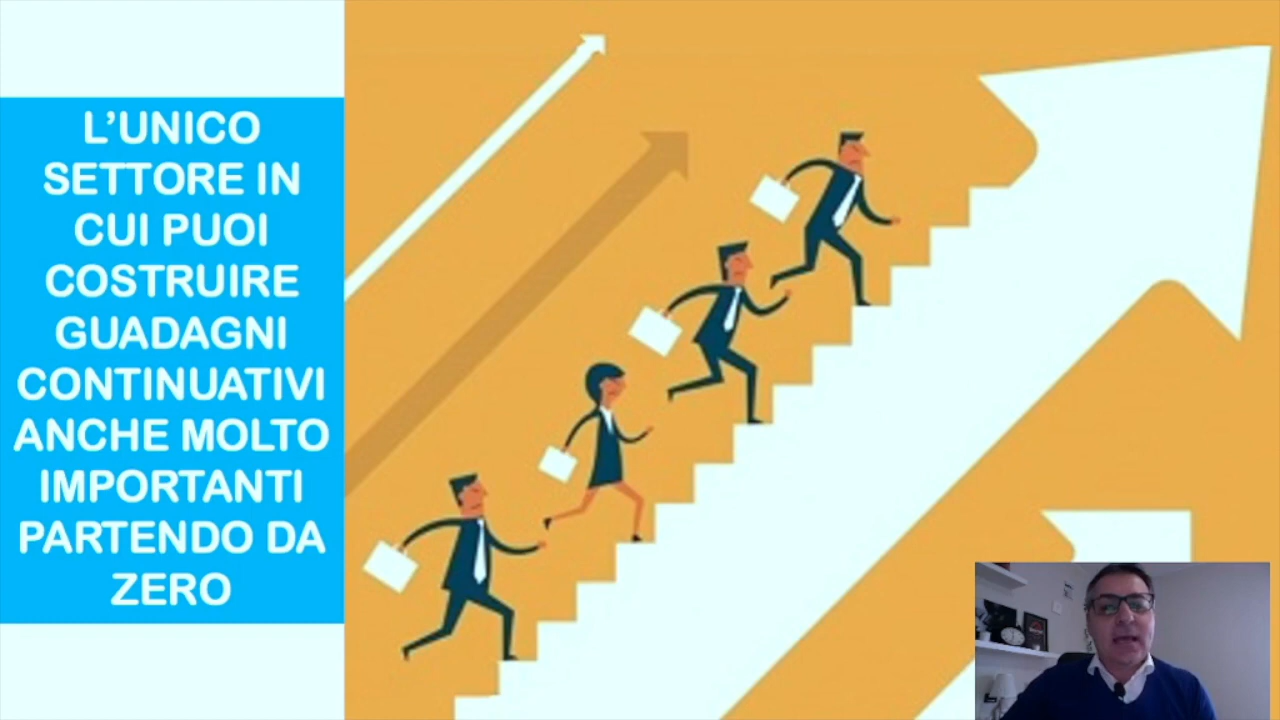 L’UNICO
SETTORE IN
CUI PUOI
COSTRUIRE
GUADAGNI
CONTINUATIVI
ANCHE MOLTO
IMPORTANTI
PARTENDO DA
ZERO